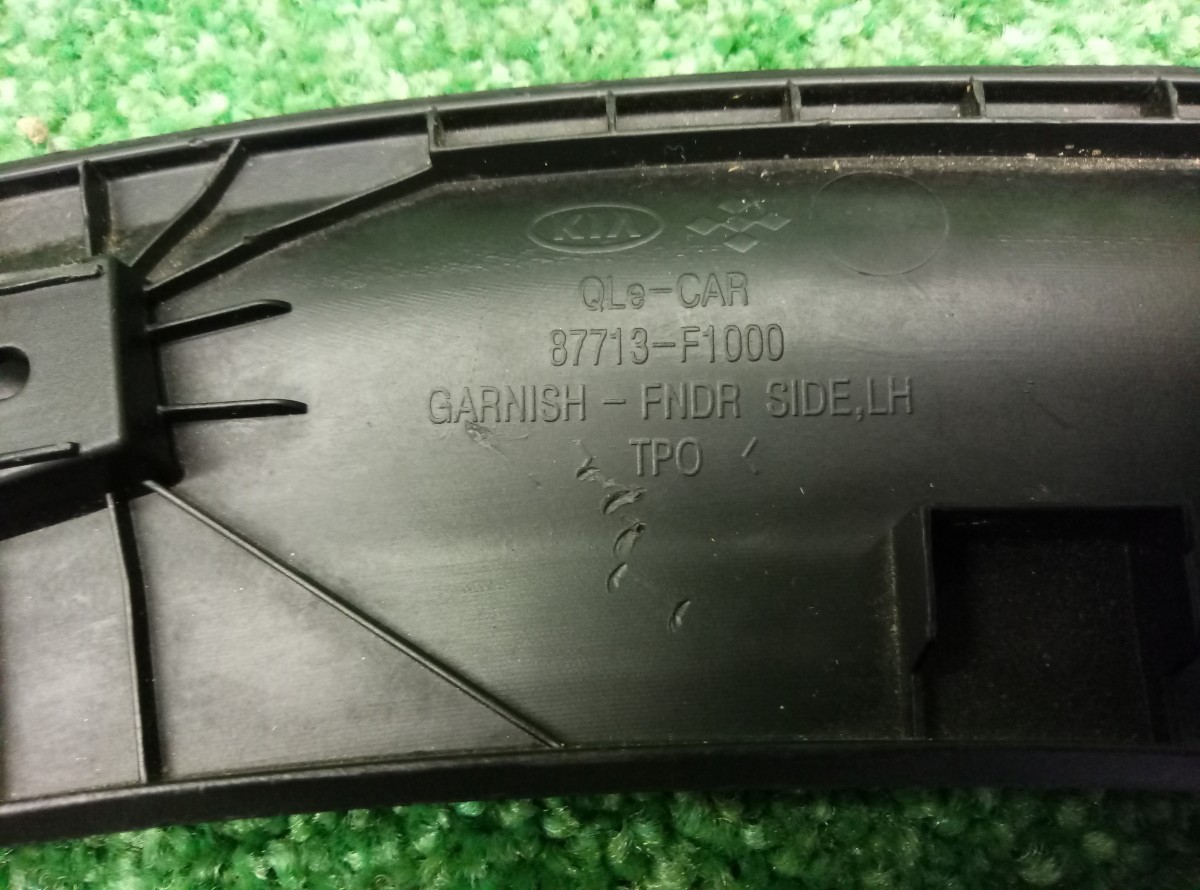 KIA
QLe-CAR
87713-F1000
GARNISH - FNDR SIDE,LH
> TPO <